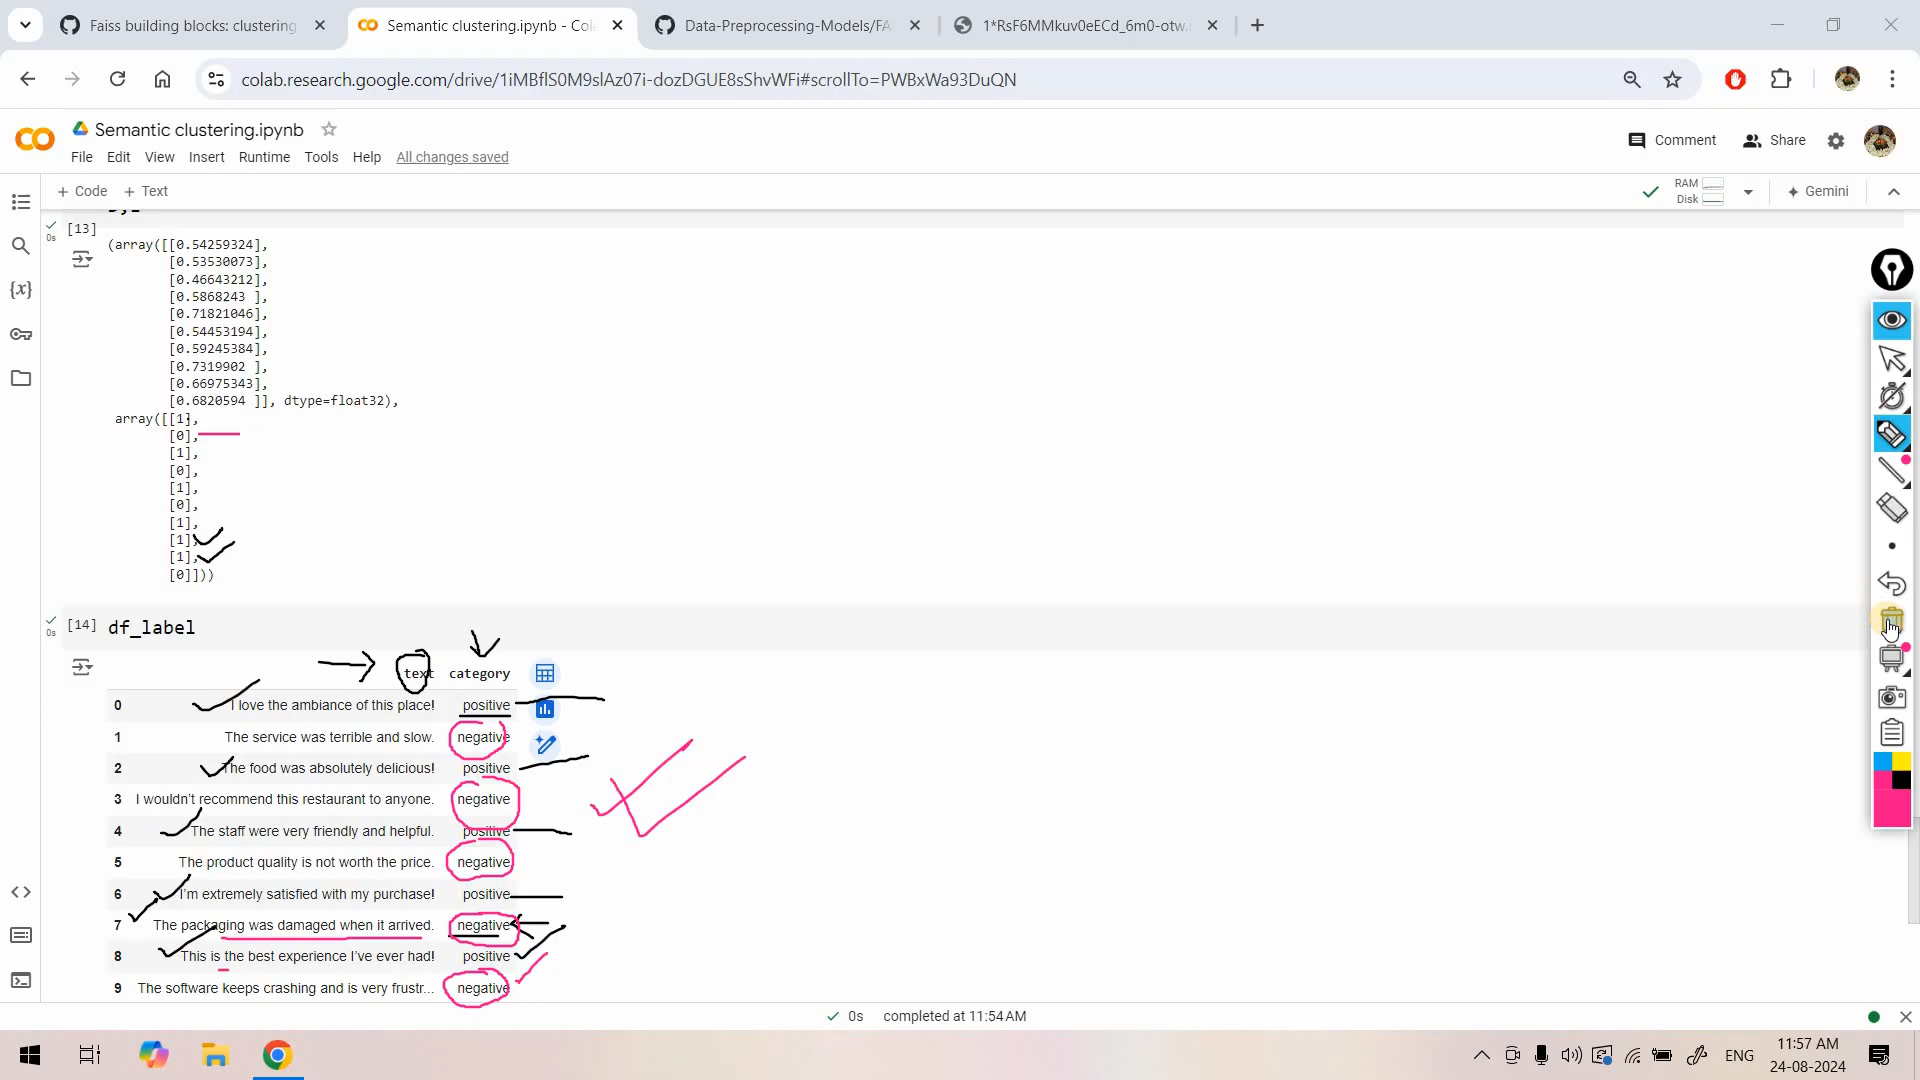 Faiss building blocks: clustering
Semantic clustering.ipynb - Col
Data-Preprocessing-Models/FA
1*RsF6MMkuv0eECd_6m0-otw.
colab.research.google.com/drive/1iMBflS0M9slAz07i-dozDGUE8sShvWFi#scrollTo=PWBxWa93DuQN
CO
Semantic clustering.ipynb
Comment
Share
File Edit View Insert Runtime Tools Help All changes saved
+ Code + Text
RAM
Disk
Gemini
[13]
0s
(array([[0.54259324],
[0.53530073],
[0.46643212],
[0.5868243 ],
[0.71821046],
[0.54453194],
[0.59245384],
[0.7319902 ],
[0.66975343],
[0.6820594 ]], dtype=float32),
array([[1],
[0],
[1],
[0],
[1],
[0],
[1],
[1],
[1],
[0]]))
[14] df_label
0s
text category
0 I love the ambiance of this place! positive
1 The service was terrible and slow. negative
2 The food was absolutely delicious! positive
3 I wouldn't recommend this restaurant to anyone. negative
4 The staff were very friendly and helpful. positive
5 The product quality is not worth the price. negative
6 I'm extremely satisfied with my purchase! positive
7 The packaging was damaged when it arrived. negative
8 This is the best experience I've ever had! positive
9 The software keeps crashing and is very frustr... negative
0s completed at 11:54 AM
ENG
11:57 AM
24-08-2024